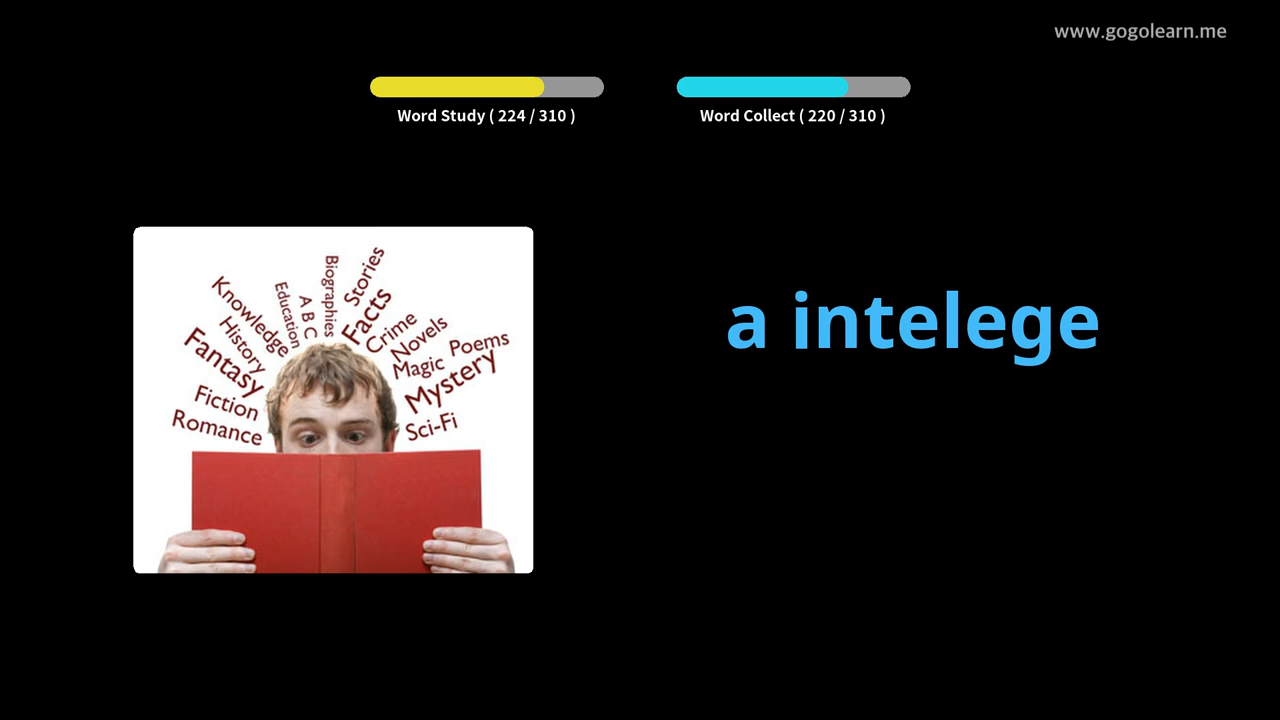 www.gogolearn.me
Word Study ( 224 / 310 )
Word Collect ( 220 / 310 )
a intelege
Knowledge
History
Fantasy
Fiction
Romance
Education
A B C
Biographies
Stories
Facts
Crime
Novels
Magic
Poems
Mystery
Sci-Fi